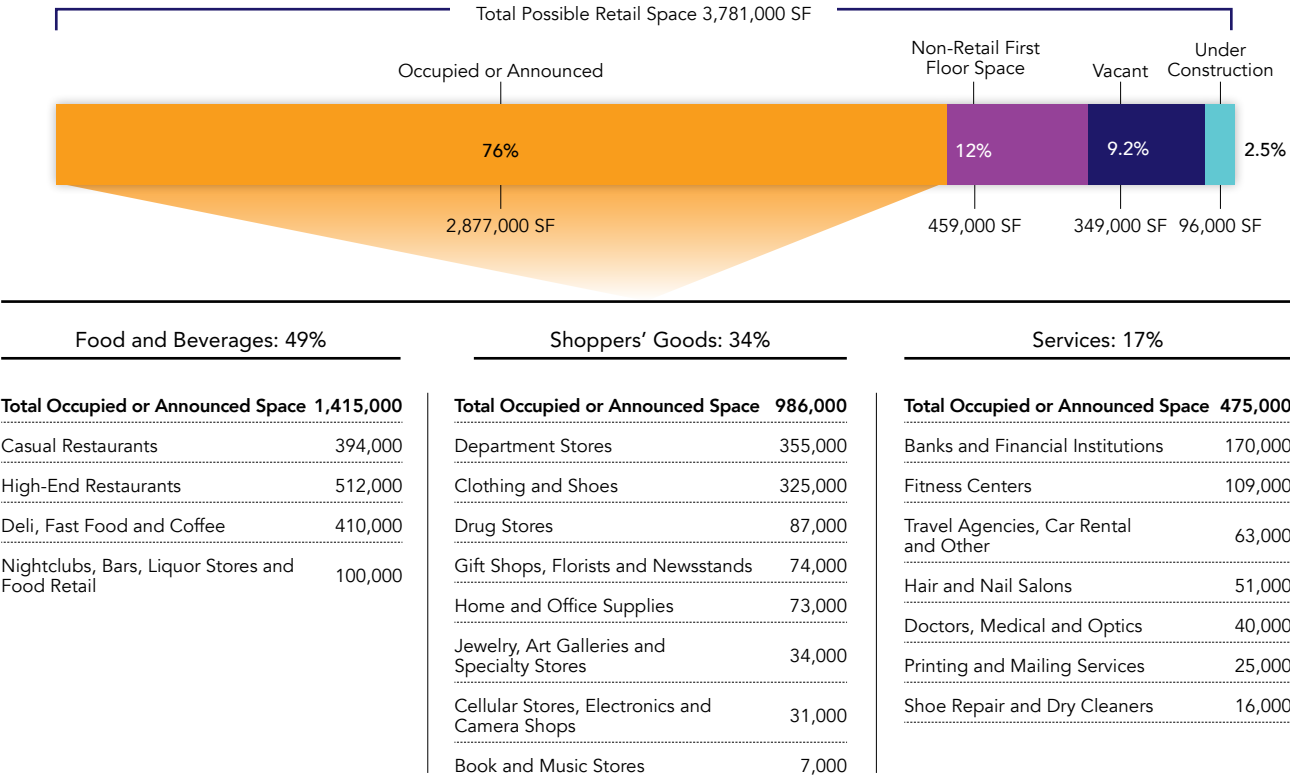 Total Possible Retail Space 3,781,000 SF
Occupied or Announced
Non-Retail First
Floor Space
Vacant
Under
Construction
76%
12%
9.2%
2.5%
2,877,000 SF
459,000 SF
349,000 SF
96,000 SF
Food and Beverages: 49%
Total Occupied or Announced Space 1,415,000
Casual Restaurants 394,000
High-End Restaurants 512,000
Deli, Fast Food and Coffee 410,000
Nightclubs, Bars, Liquor Stores and
Food Retail 100,000
Shoppers’ Goods: 34%
Total Occupied or Announced Space 986,000
Department Stores 355,000
Clothing and Shoes 325,000
Drug Stores 87,000
Gift Shops, Florists and Newsstands 74,000
Home and Office Supplies 73,000
Jewelry, Art Galleries and
Specialty Stores 34,000
Cellular Stores, Electronics and
Camera Shops 31,000
Book and Music Stores 7,000
Services: 17%
Total Occupied or Announced Space 475,000
Banks and Financial Institutions 170,000
Fitness Centers 109,000
Travel Agencies, Car Rental
and Other 63,000
Hair and Nail Salons 51,000
Doctors, Medical and Optics 40,000
Printing and Mailing Services 25,000
Shoe Repair and Dry Cleaners 16,000